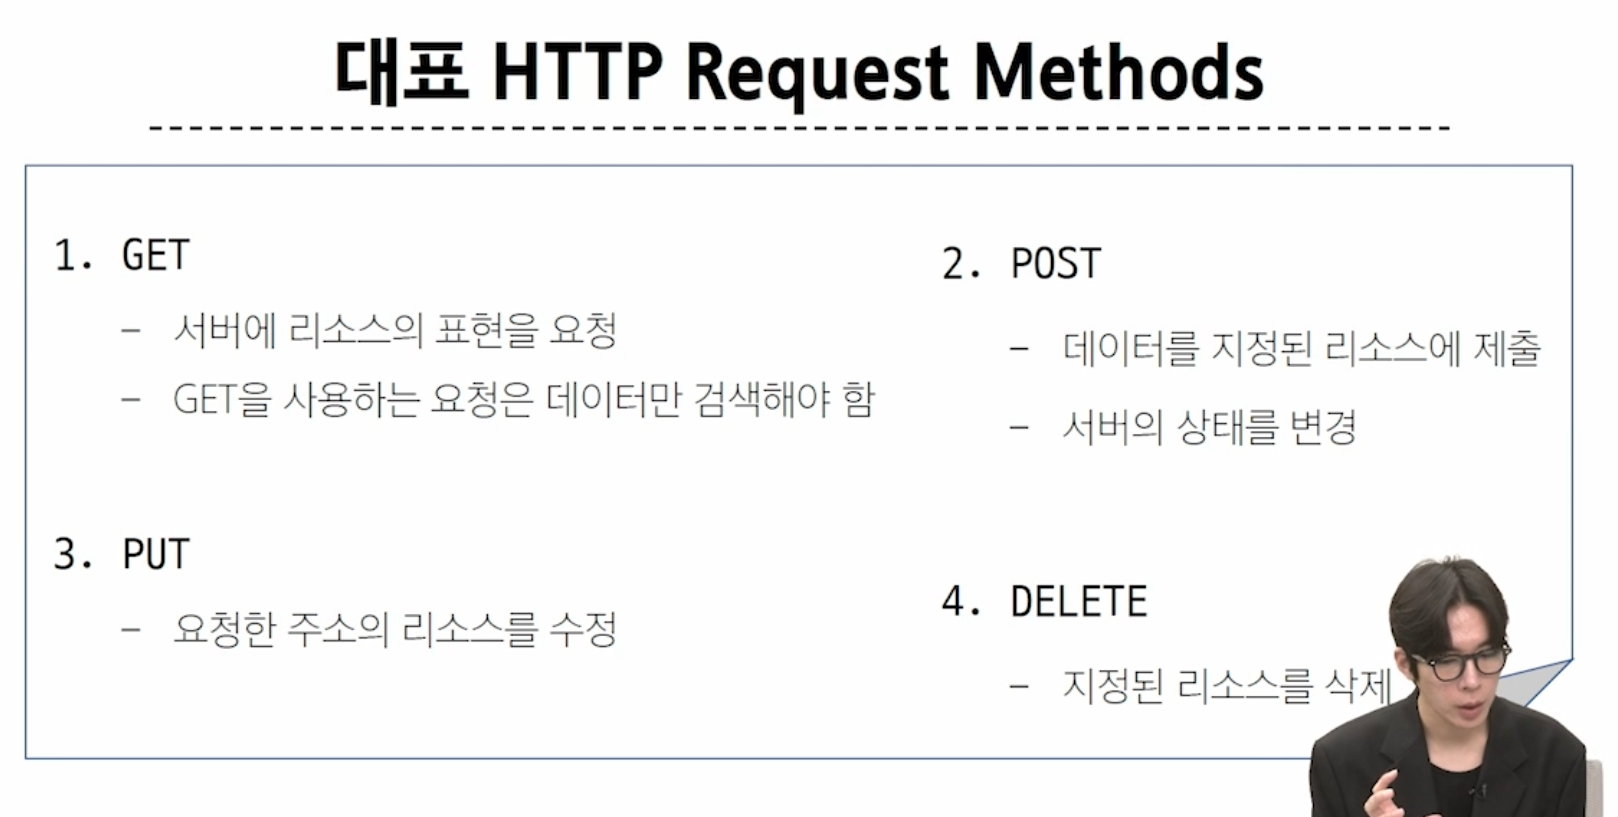 대표 HTTP Request Methods
1. GET
- 서버에 리소스의 표현을 요청
- GET을 사용하는 요청은 데이터만 검색해야 함
2. POST
- 데이터를 지정된 리소스에 제출
- 서버의 상태를 변경
3. PUT
- 요청한 주소의 리소스를 수정
4. DELETE
- 지정된 리소스를 삭제